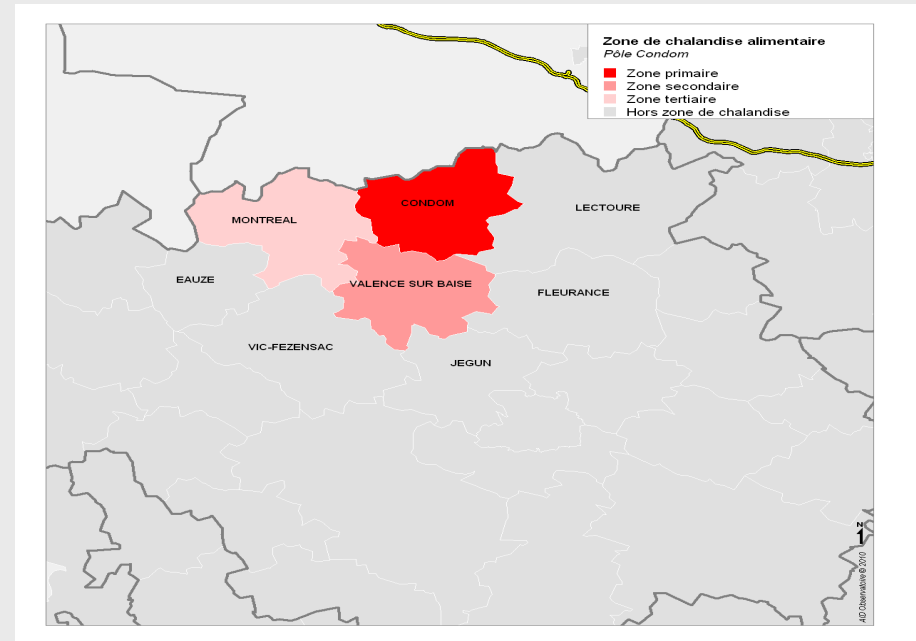 Zone de chalandise alimentaire
Pôle Condom
Zone primaire
Zone secondaire
Zone tertiaire
Hors zone de chalandise
CONDOM
LECTOURE
MONTREAL
EAUZE
VALENCE SUR BAISE
FLEURANCE
VIC-FEZENSAC
JEGUN
N
1
AID Observatoire © 2010